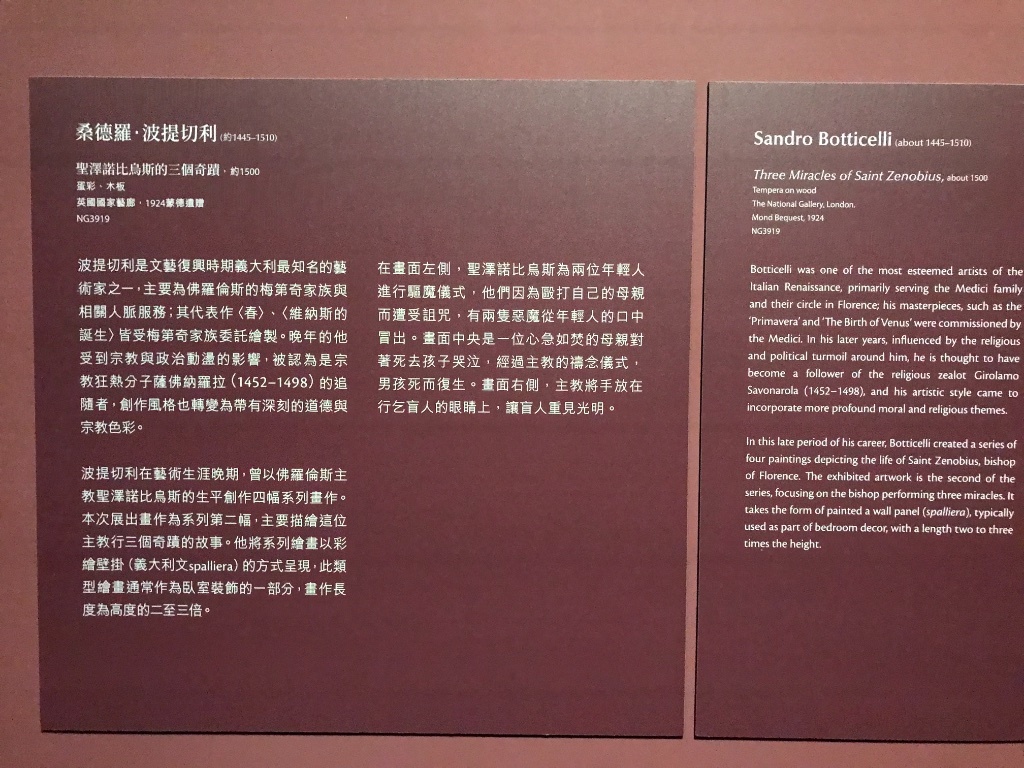 桑德羅·波提切利(約1445–1510)
聖澤諾比烏斯的三個奇蹟，約1500
蛋彩、木板
英國國家藝廊，1924蒙德遺贈
NG3919
波提切利是文藝復興時期義大利最知名的藝
術家之一，主要為佛羅倫斯的梅第奇家族與
相關人脈服務；其代表作〈春〉、〈維納斯的
誕生〉皆受梅第奇家族委託繪製。晚年的他
受到宗教與政治動盪的影響，被認為是宗
教狂熱分子薩佛納羅拉（1452–1498）的追
隨者，創作風格也轉變為帶有深刻的道德與
宗教色彩。
波提切利在藝術生涯晚期，曾以佛羅倫斯主
教聖澤諾比烏斯的生平創作四幅系列畫作。
本次展出畫作為系列第二幅，主要描繪這位
主教行三個奇蹟的故事。他將系列繪畫以彩
繪壁掛（義大利文spalliera）的方式呈現，此類
型繪畫通常作為臥室裝飾的一部分，畫作長
度為高度的二至三倍。
在畫面左側，聖澤諾比烏斯為兩位年輕人
進行驅魔儀式，他們因為毆打自己的母親
而遭受詛咒，有兩隻惡魔從年輕人的口中
冒出。畫面中央是一位心急如焚的母親對
著死去孩子哭泣，經過主教的禱念儀式，
男孩死而復生。畫面右側，主教將手放在
行乞盲人的眼睛上，讓盲人重見光明。
Sandro Botticelli (about 1445–1510)
Three Miracles of Saint Zenobius, about 1500
Tempera on wood
The National Gallery, London.
Mond Bequest, 1924
NG3919
Botticelli was one of the most esteemed artists of the
Italian Renaissance, primarily serving the Medici family
and their circle in Florence; his masterpieces, such as the
'Primavera' and 'The Birth of Venus' were commissioned by
the Medici. In his later years, influenced by the religious
and political turmoil around him, he is thought to have
become a follower of the religious zealot Girolamo
Savonarola (1452–1498), and his artistic style came to
incorporate more profound moral and religious themes.
In this late period of his career, Botticelli created a series of
four paintings depicting the life of Saint Zenobius, bishop
of Florence. The exhibited artwork is the second of the
series, focusing on the bishop performing three miracles. It
takes the form of painted a wall panel (spalliera), typically
used as part of bedroom decor, with a length two to three
times the height.